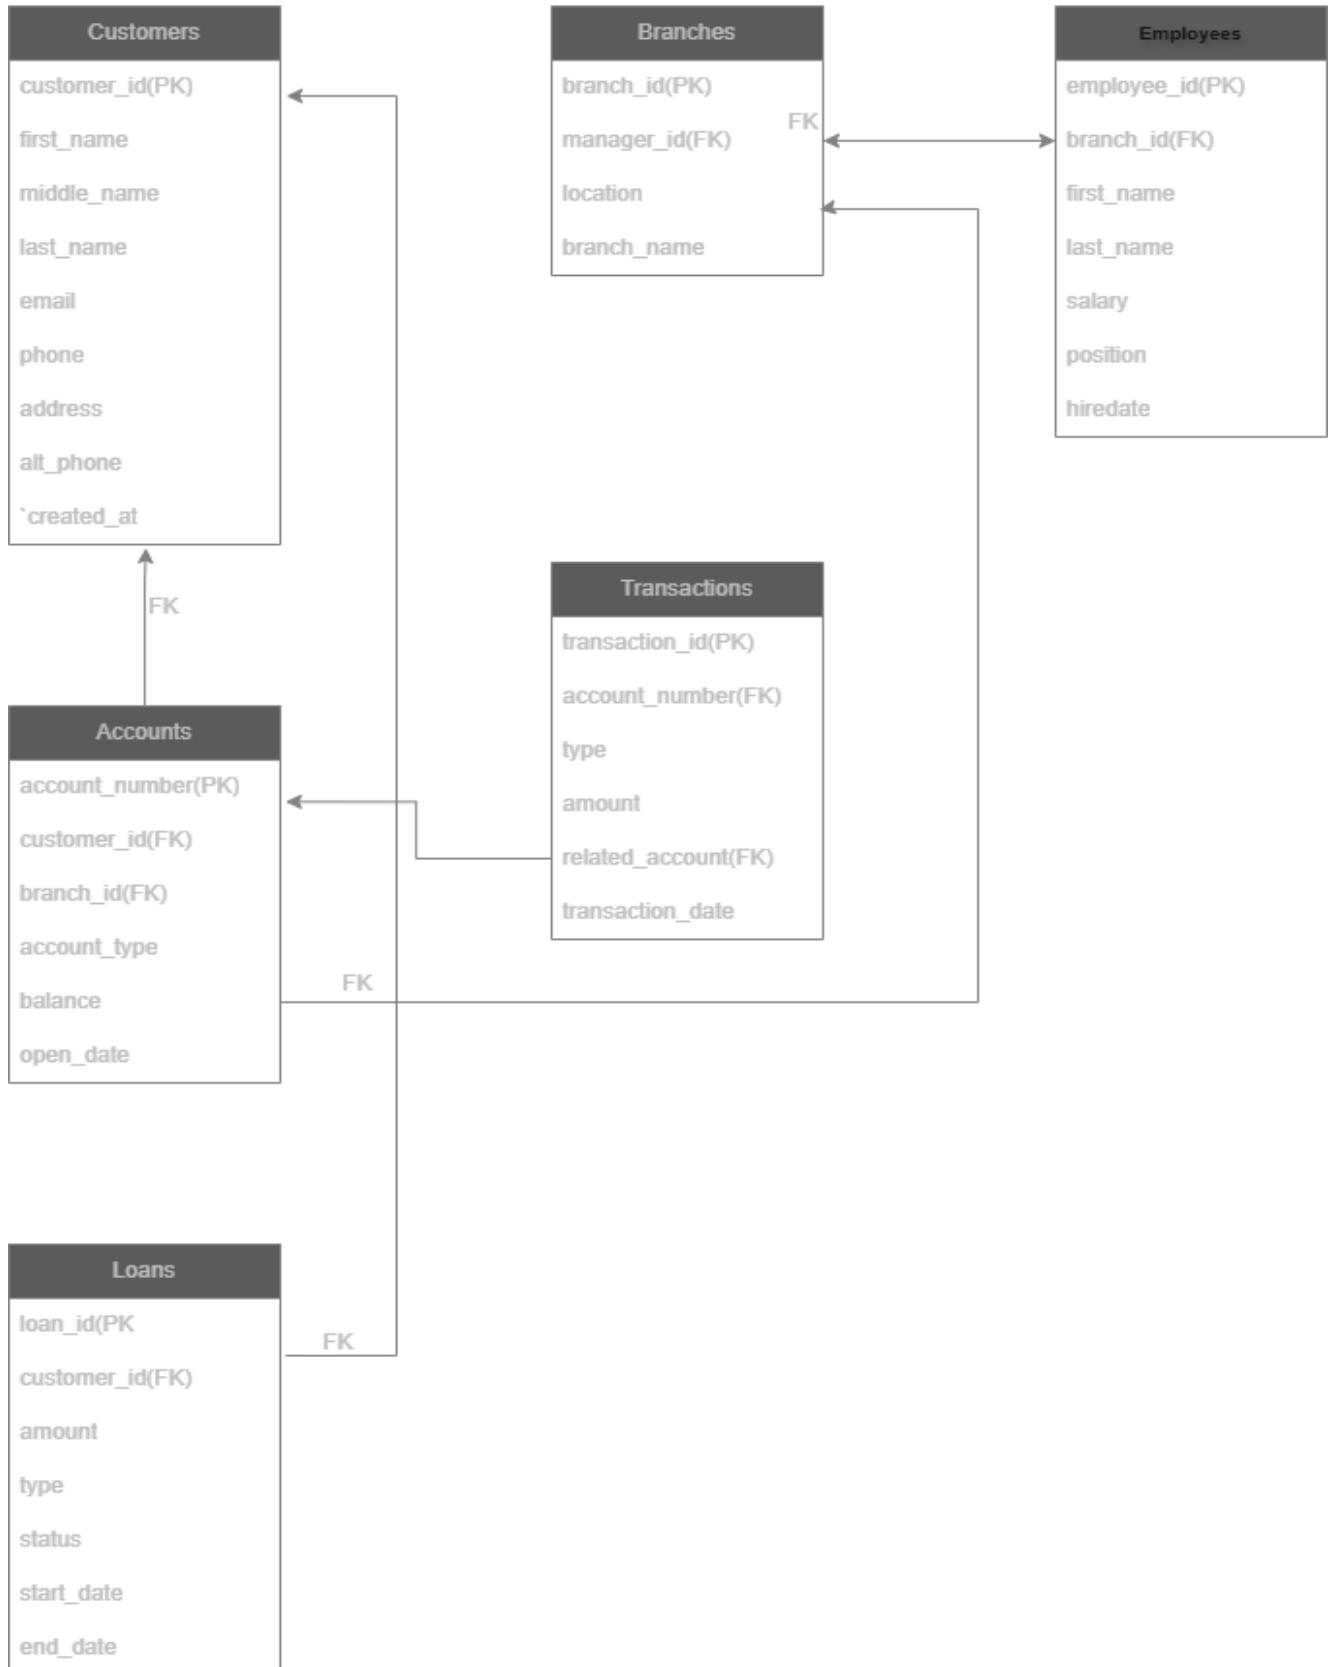 Customers
customer_id(PK)
first_name
middle_name
last_name
email
phone
address
alt_phone
`created_at
Branches
branch_id(PK)
manager_id(FK)
location
branch_name
FK
Employees
employee_id(PK)
branch_id(FK)
first_name
last_name
salary
position
hiredate
FK
Transactions
transaction_id(PK)
account_number(FK)
type
amount
related_account(FK)
transaction_date
Accounts
account_number(PK)
customer_id(FK)
branch_id(FK)
account_type
balance
open_date
FK
Loans
loan_id(PK
customer_id(FK)
amount
type
status
start_date
end_date
FK